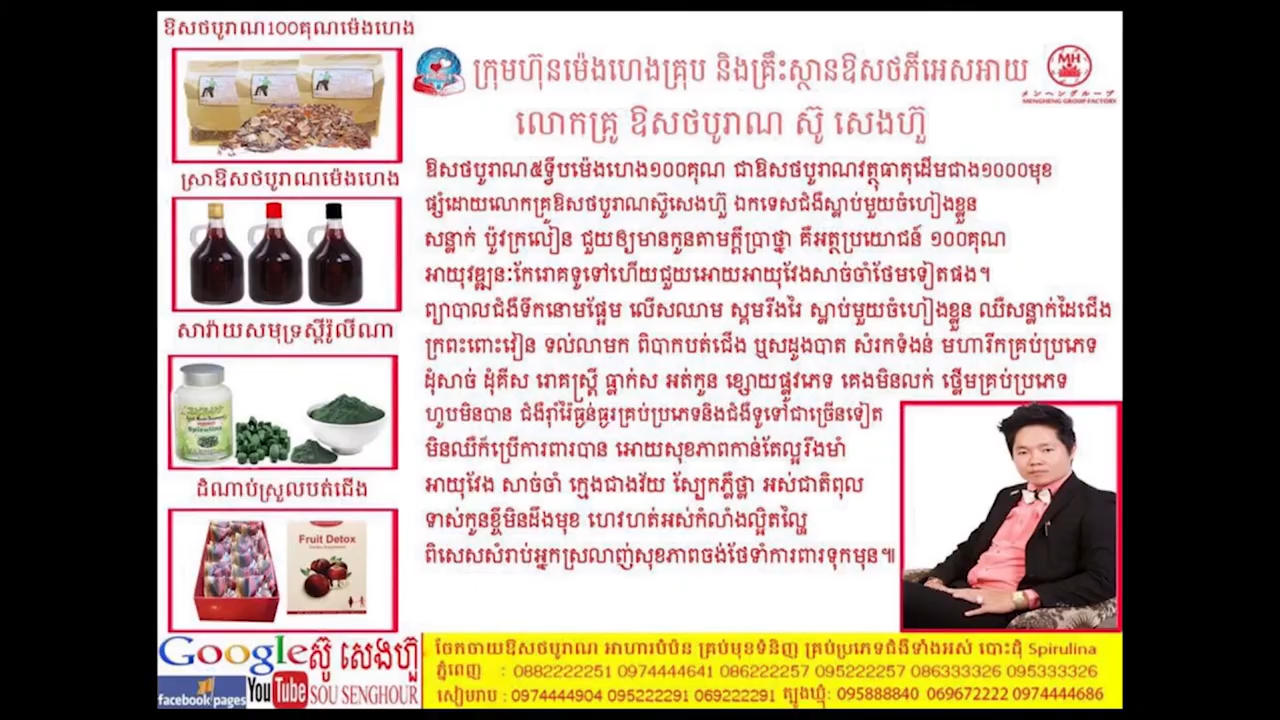 ឱសថបូរាណ100គុណម៉េងហេង
ស្រាឱសថបូរាណម៉េងហេង
សារ៉ាយសមុទ្រស្ពីរ៉ូលីណា
Spirulina
ដំណាប់ស្រួលបត់ជើង
Fruit Detox
ក្រុមហ៊ុនម៉េងហេងគ្រុប និងគ្រឹះស្ថានឱសថភីអេសអាយ
MH
メンヘングループ
MENGHENG GROUP FACTORY
លោកគ្រូ ឱសថបូរាណ ស៊ូ សេងហ៊ួ
ឱសថបូរាណ៥ទ្វីបម៉េងហេង១00គុណ ជាឱសថបូរាណវត្ថុធាតុដើមជាង១000មុខ
ផ្សំដោយលោកគ្រូឱសថបូរាណស៊ូសេងហ៊ួ ឯកទេសជំងឺស្លាប់មួយចំហៀងខ្លួន
សន្លាក់ ប៉ូវក្រលៀន ជួយឲ្យមានកូនតាមក្ដីប្រាថ្នា គឺអត្ថប្រយោជន៍ ១00គុណ
អាយុវឌ្ឍនៈកែរោគទូទៅហើយជួយអោយអាយុវែងសាច់ចាំថែមទៀតផង។
ព្យាបាលជំងឺទឹកនោមផ្អែម លើសឈាម ស្គមរីងរៃ ស្លាប់មួយចំហៀងខ្លួន ឈឺសន្លាក់ដៃជើង
ក្រពះពោះវៀន ទល់លាមក ពិបាកបត់ជើង ឬសដូងបាត សំរកទំងន់ មហារីកគ្រប់ប្រភេទ
ដុំសាច់ ដុំគីស រោគស្ត្រី ធ្លាក់ស អត់កូន ខ្សោយផ្លូវភេទ គេងមិនលក់ ថ្លើមគ្រប់ប្រភេទ
ហូបមិនបាន ជំងឺរ៉ាំរ៉ៃធ្ងន់ធ្ងរគ្រប់ប្រភេទនិងជំងឺទូទៅជាច្រើនទៀត
មិនឈឺក៏ប្រើការពារបាន អោយសុខភាពកាន់តែល្អរឹងមាំ
អាយុវែង សាច់ចាំ ក្មេងជាងវ័យ ស្បែកភ្លឺថ្លា អស់ជាតិពុល
ទាស់កូនខ្ចីមិនដឹងមុខ ហេវហត់អស់កំលាំងល្អិតល្ហៃ
ពិសេសសំរាប់អ្នកស្រលាញ់សុខភាពចង់ថែទាំការពារទុកមុន៕
Google ស៊ូ សេងហ៊ួ
facebook pages YouTube SOU SENGHOUR
ចែកចាយឱសថបូរាណ អាហារបំប៉ន គ្រប់មុខទំនិញ គ្រប់ប្រភេទជំងឺទាំងអស់ បោះដុំ Spirulina
ភ្នំពេញ : 0882222251 0974444641 086222257 095222257 086333326 095333326
សៀមរាប : 0974444904 095222291 069222291 ត្បូងឃ្មុំ: 095888840 069672222 0974444686